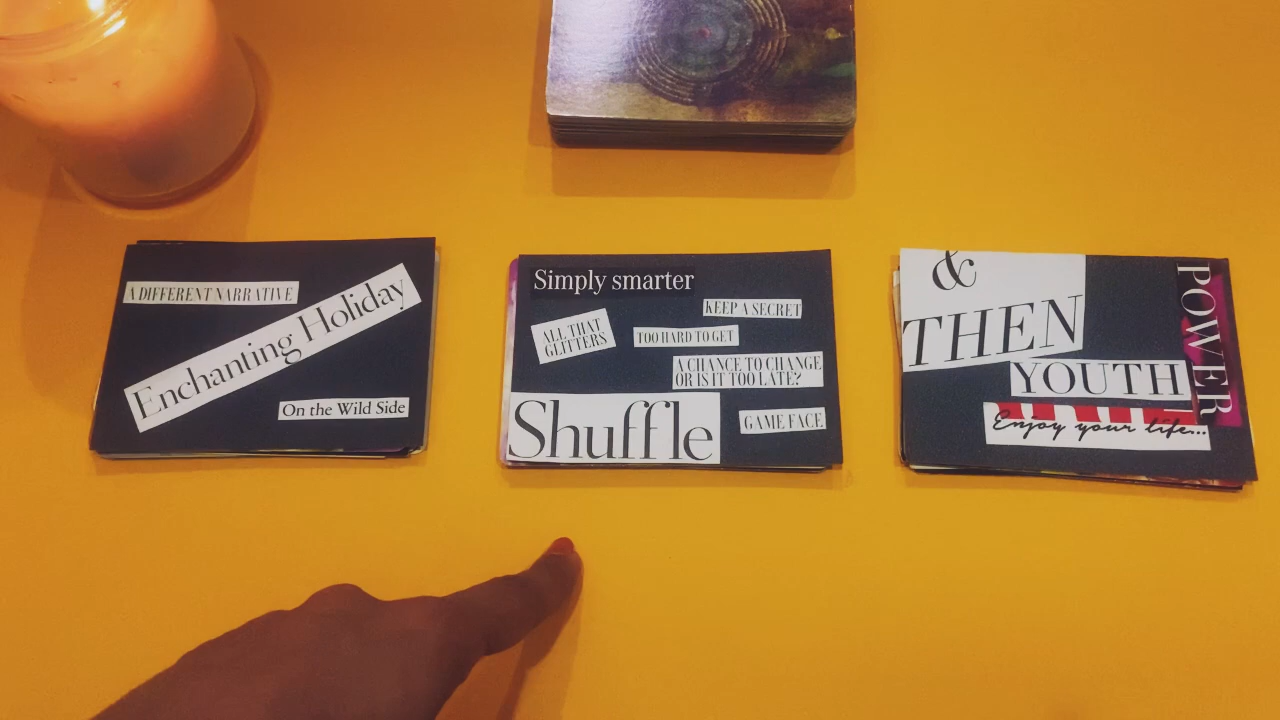 A DIFFERENT NARRATIVE
Enchanting Holiday
On the Wild Side
Simply smarter
KEEP A SECRET
ALL THAT
GLITTERS
TOO HARD TO GET
A CHANCE TO CHANGE
OR IS IT TOO LATE?
Shuffle
GAME FACE
&
THEN
POWER
YOUTH
Enjoy your life...